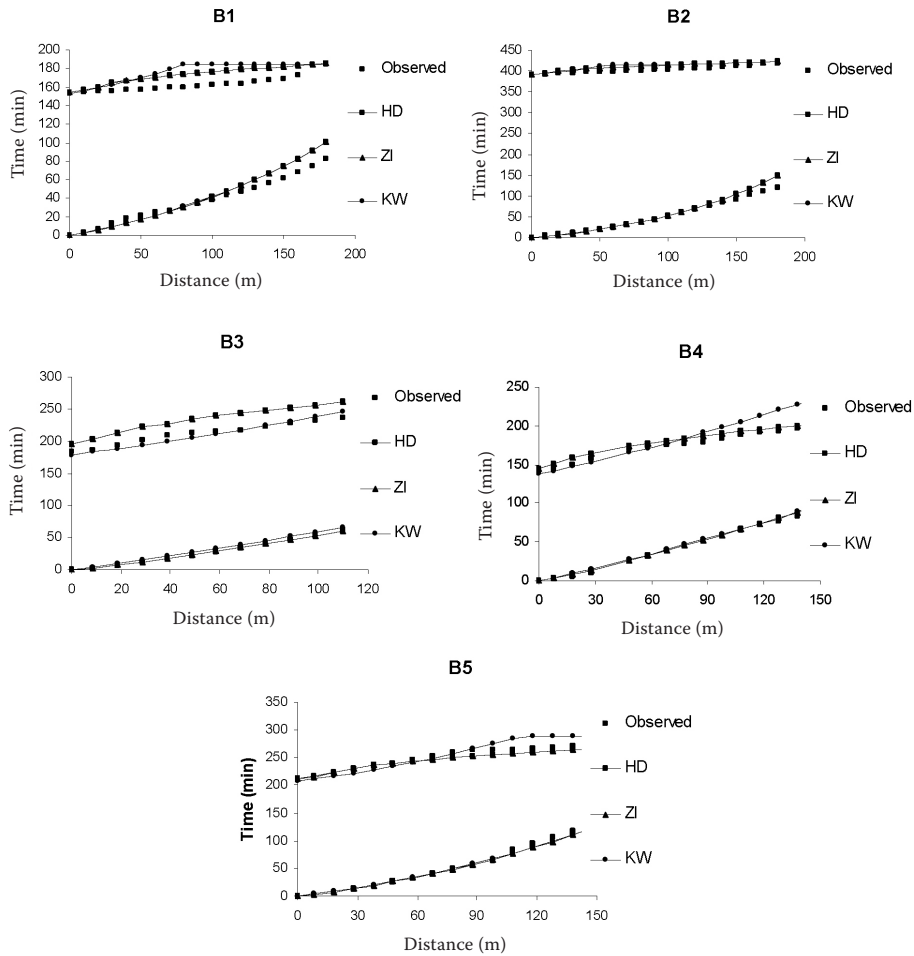 B1
Time (min)
200
180
160
140
120
100
80
60
40
20
0
0 50 100 150 200
Distance (m)
Observed
HD
ZI
KW
B2
Time (min)
450
400
350
300
250
200
150
100
50
0
0 50 100 150 200
Distance (m)
Observed
HD
ZI
KW
B3
Time (min)
300
250
200
150
100
50
0
0 20 40 60 80 100 120
Distance (m)
Observed
HD
ZI
KW
B4
Time (min)
250
200
150
100
50
0
0 30 60 90 120 150
Distance (m)
Observed
HD
ZI
KW
B5
Time (min)
350
300
250
200
150
100
50
0
0 30 60 90 120 150
Distance (m)
Observed
HD
ZI
KW